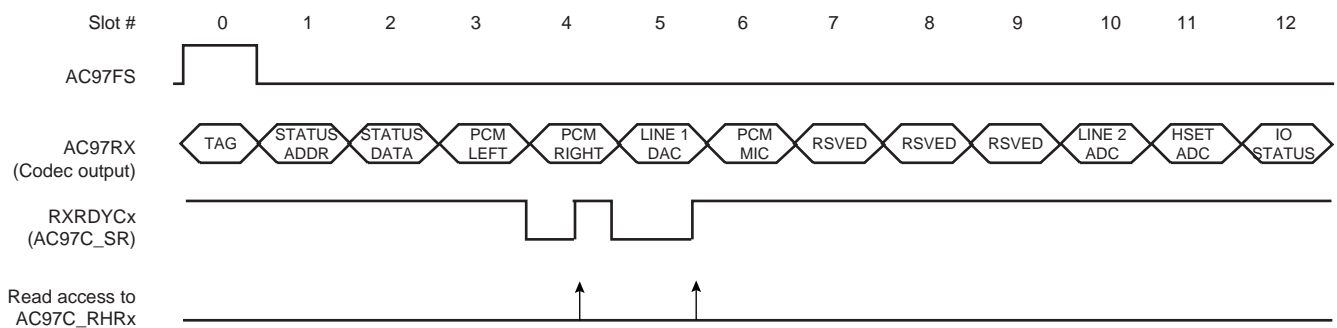 Slot # 0 1 2 3 4 5 6 7 8 9 10 11 12
AC97FS
AC97RX
(Codec output)
TAG
STATUS
ADDR
STATUS
DATA
PCM
LEFT
PCM
RIGHT
LINE 1
DAC
PCM
MIC
RSVED
RSVED
RSVED
LINE 2
ADC
HSET
ADC
IO
STATUS
RXRDYCx
(AC97C_SR)
Read access to
AC97C_RHRx